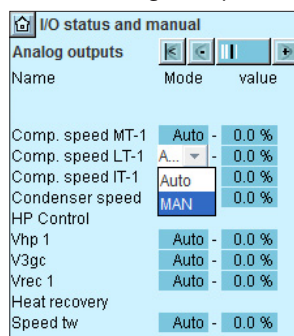 I/O status and manual
Analog outputs
Name Mode value
Comp. speed MT-1 Auto - 0.0 %
Comp. speed LT-1 A... - 0.0 %
Comp. speed IT-1 Auto 0.0 %
Condenser speed MAN 0.0 %
HP Control
Vhp 1 Auto - 0.0 %
V3gc Auto - 0.0 %
Vrec 1 Auto - 0.0 %
Heat recovery
Speed tw Auto - 0.0 %